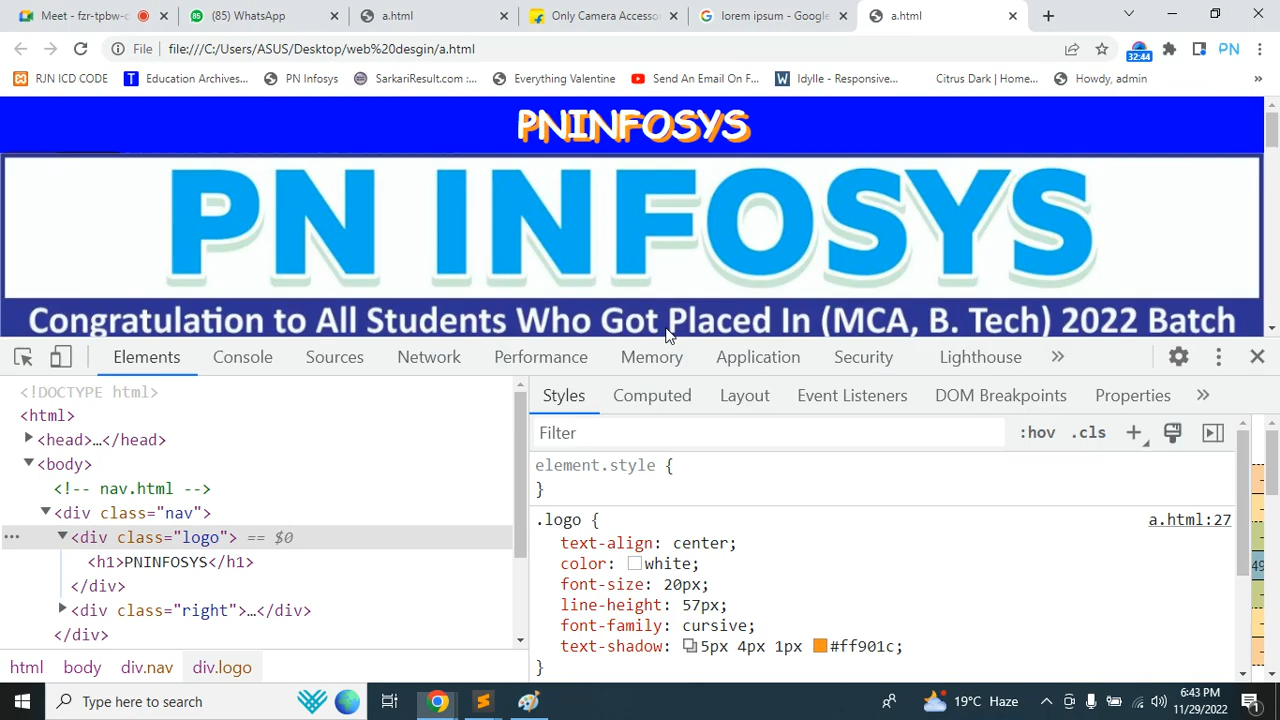 Meet - fzr-tpbw-c
(85) WhatsApp
a.html
Only Camera Accessor
lorem ipsum - Google
a.html
File
file:///C:/Users/ASUS/Desktop/web%20desgin/a.html
32:44
PN
RJN ICD CODE
Education Archives...
PN Infosys
SarkariResult.com :...
Everything Valentine
Send An Email On F...
Idylle - Responsive...
Citrus Dark | Home...
Howdy, admin
PNINFOSYS
PN INFOSYS
Congratulation to All Students Who Got Placed In (MCA, B. Tech) 2022 Batch
Elements
Console
Sources
Network
Performance
Memory
Application
Security
Lighthouse
<!DOCTYPE html>
<html>
<head>…</head>
<body>
<!-- nav.html -->
<div class="nav">
<div class="logo"> == $0
<h1>PNINFOSYS</h1>
</div>
<div class="right">…</div>
</div>
html body div.nav div.logo
Styles
Computed
Layout
Event Listeners
DOM Breakpoints
Properties
Filter
:hov .cls
element.style {
}
.logo {
a.html:27
text-align: center;
color: white;
font-size: 20px;
line-height: 57px;
font-family: cursive;
text-shadow: 5px 4px 1px #ff901c;
}
49
Type here to search
19°C Haze
6:43 PM
11/29/2022
1